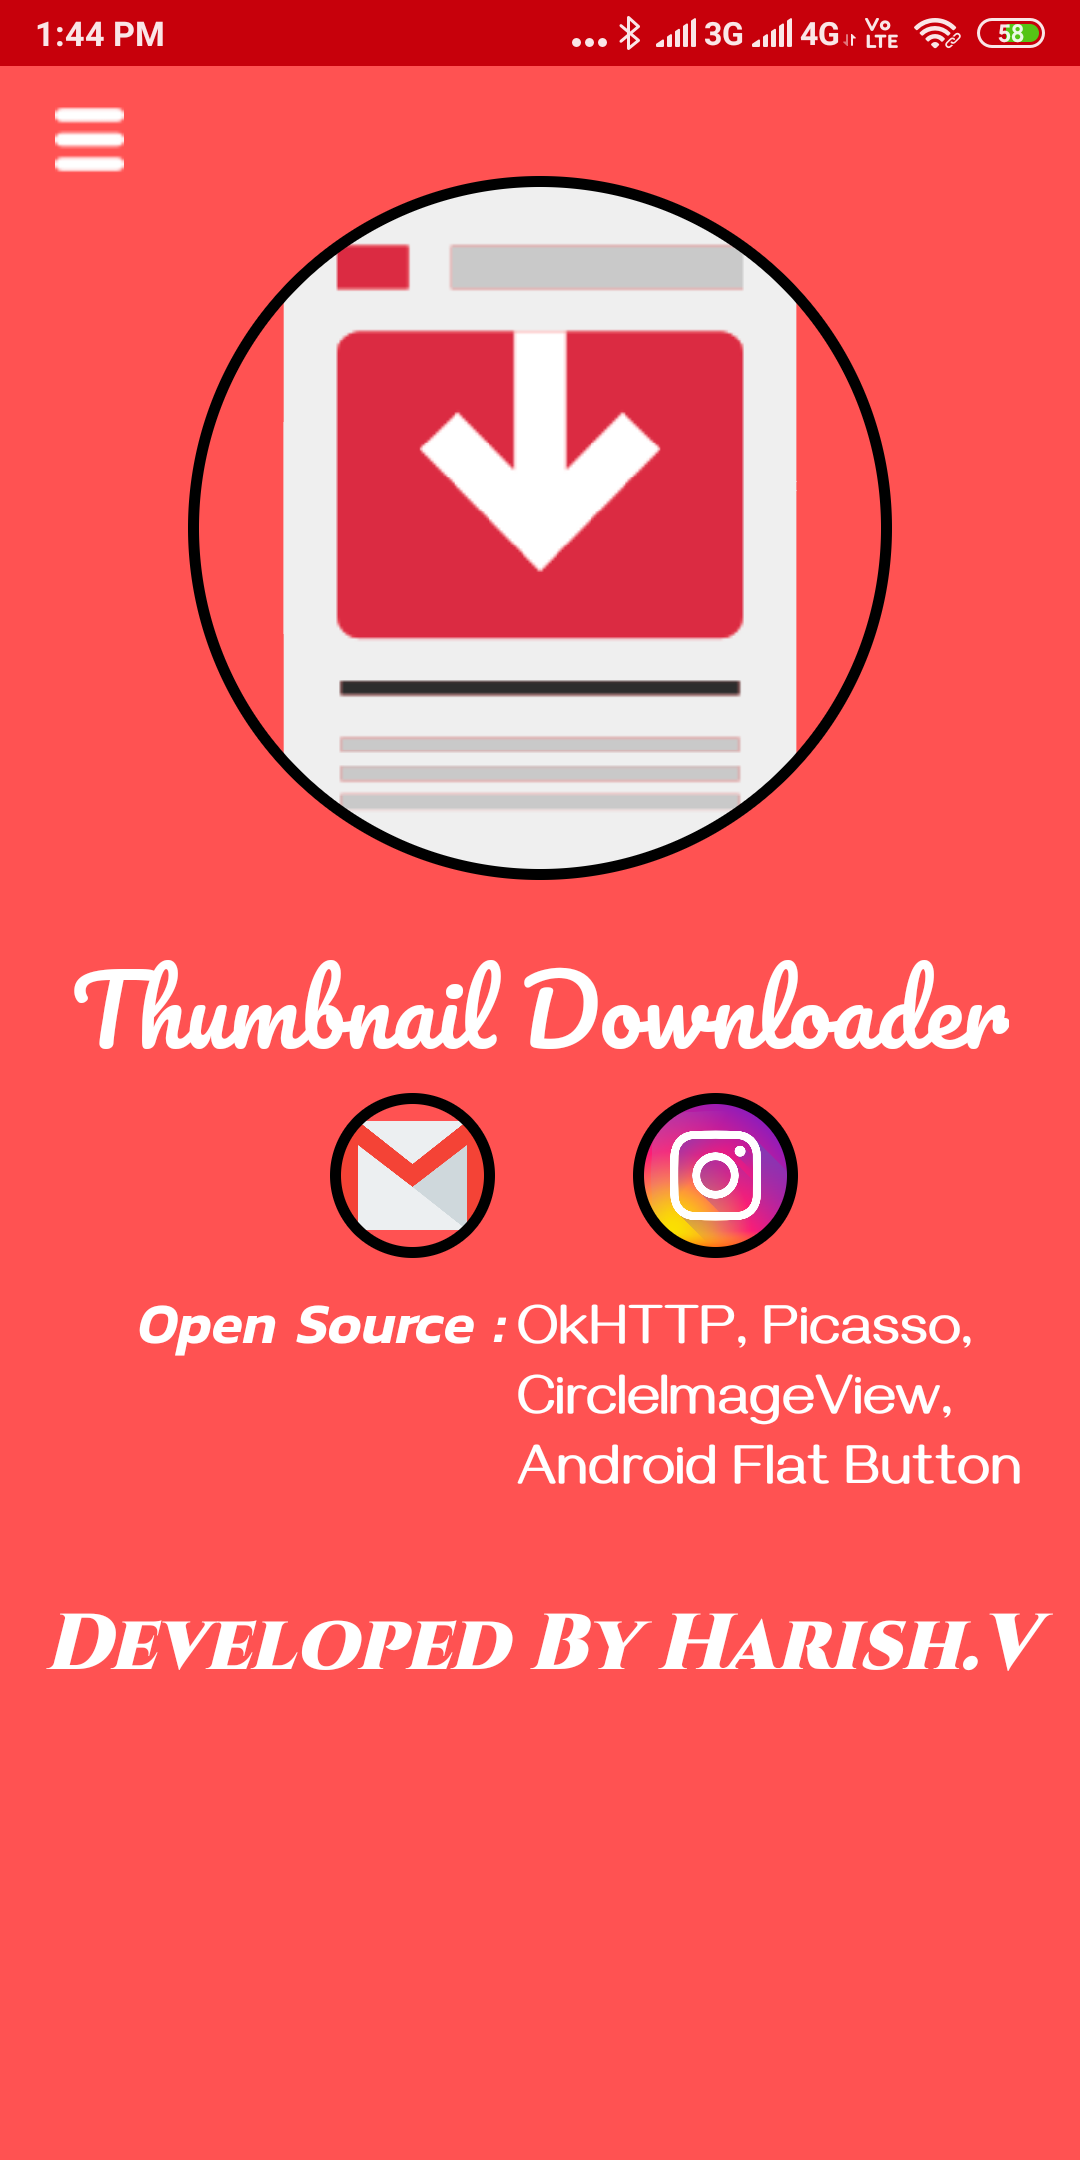 1:44 PM 3G 4G Vo LTE 58
Thumbnail Downloader
Open Source : OkHTTP, Picasso,
CircleImageView,
Android Flat Button
Developed By Harish.V